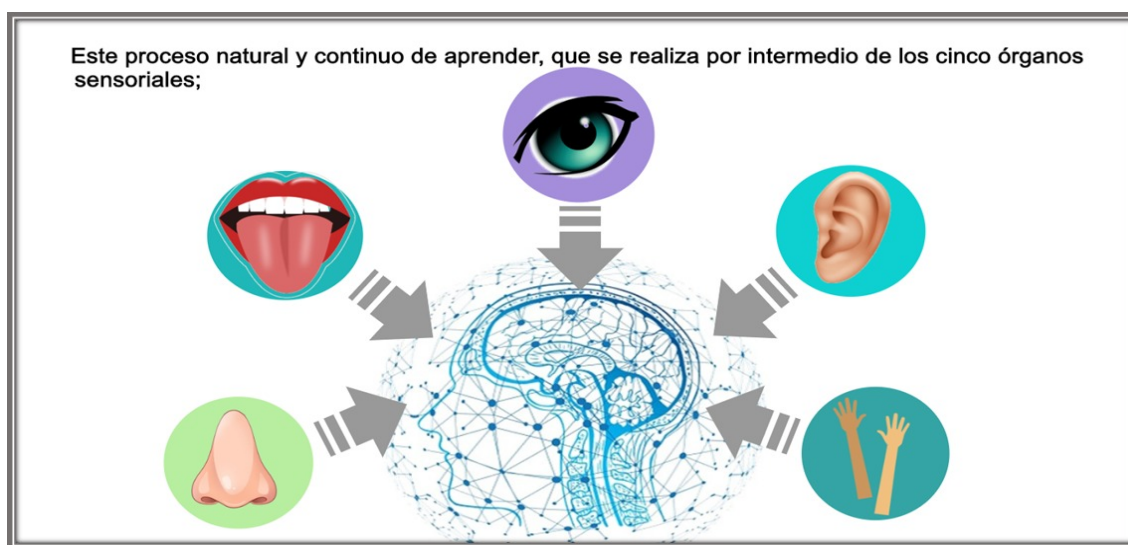 Este proceso natural y continuo de aprender, que se realiza por intermedio de los cinco órganos
sensoriales;